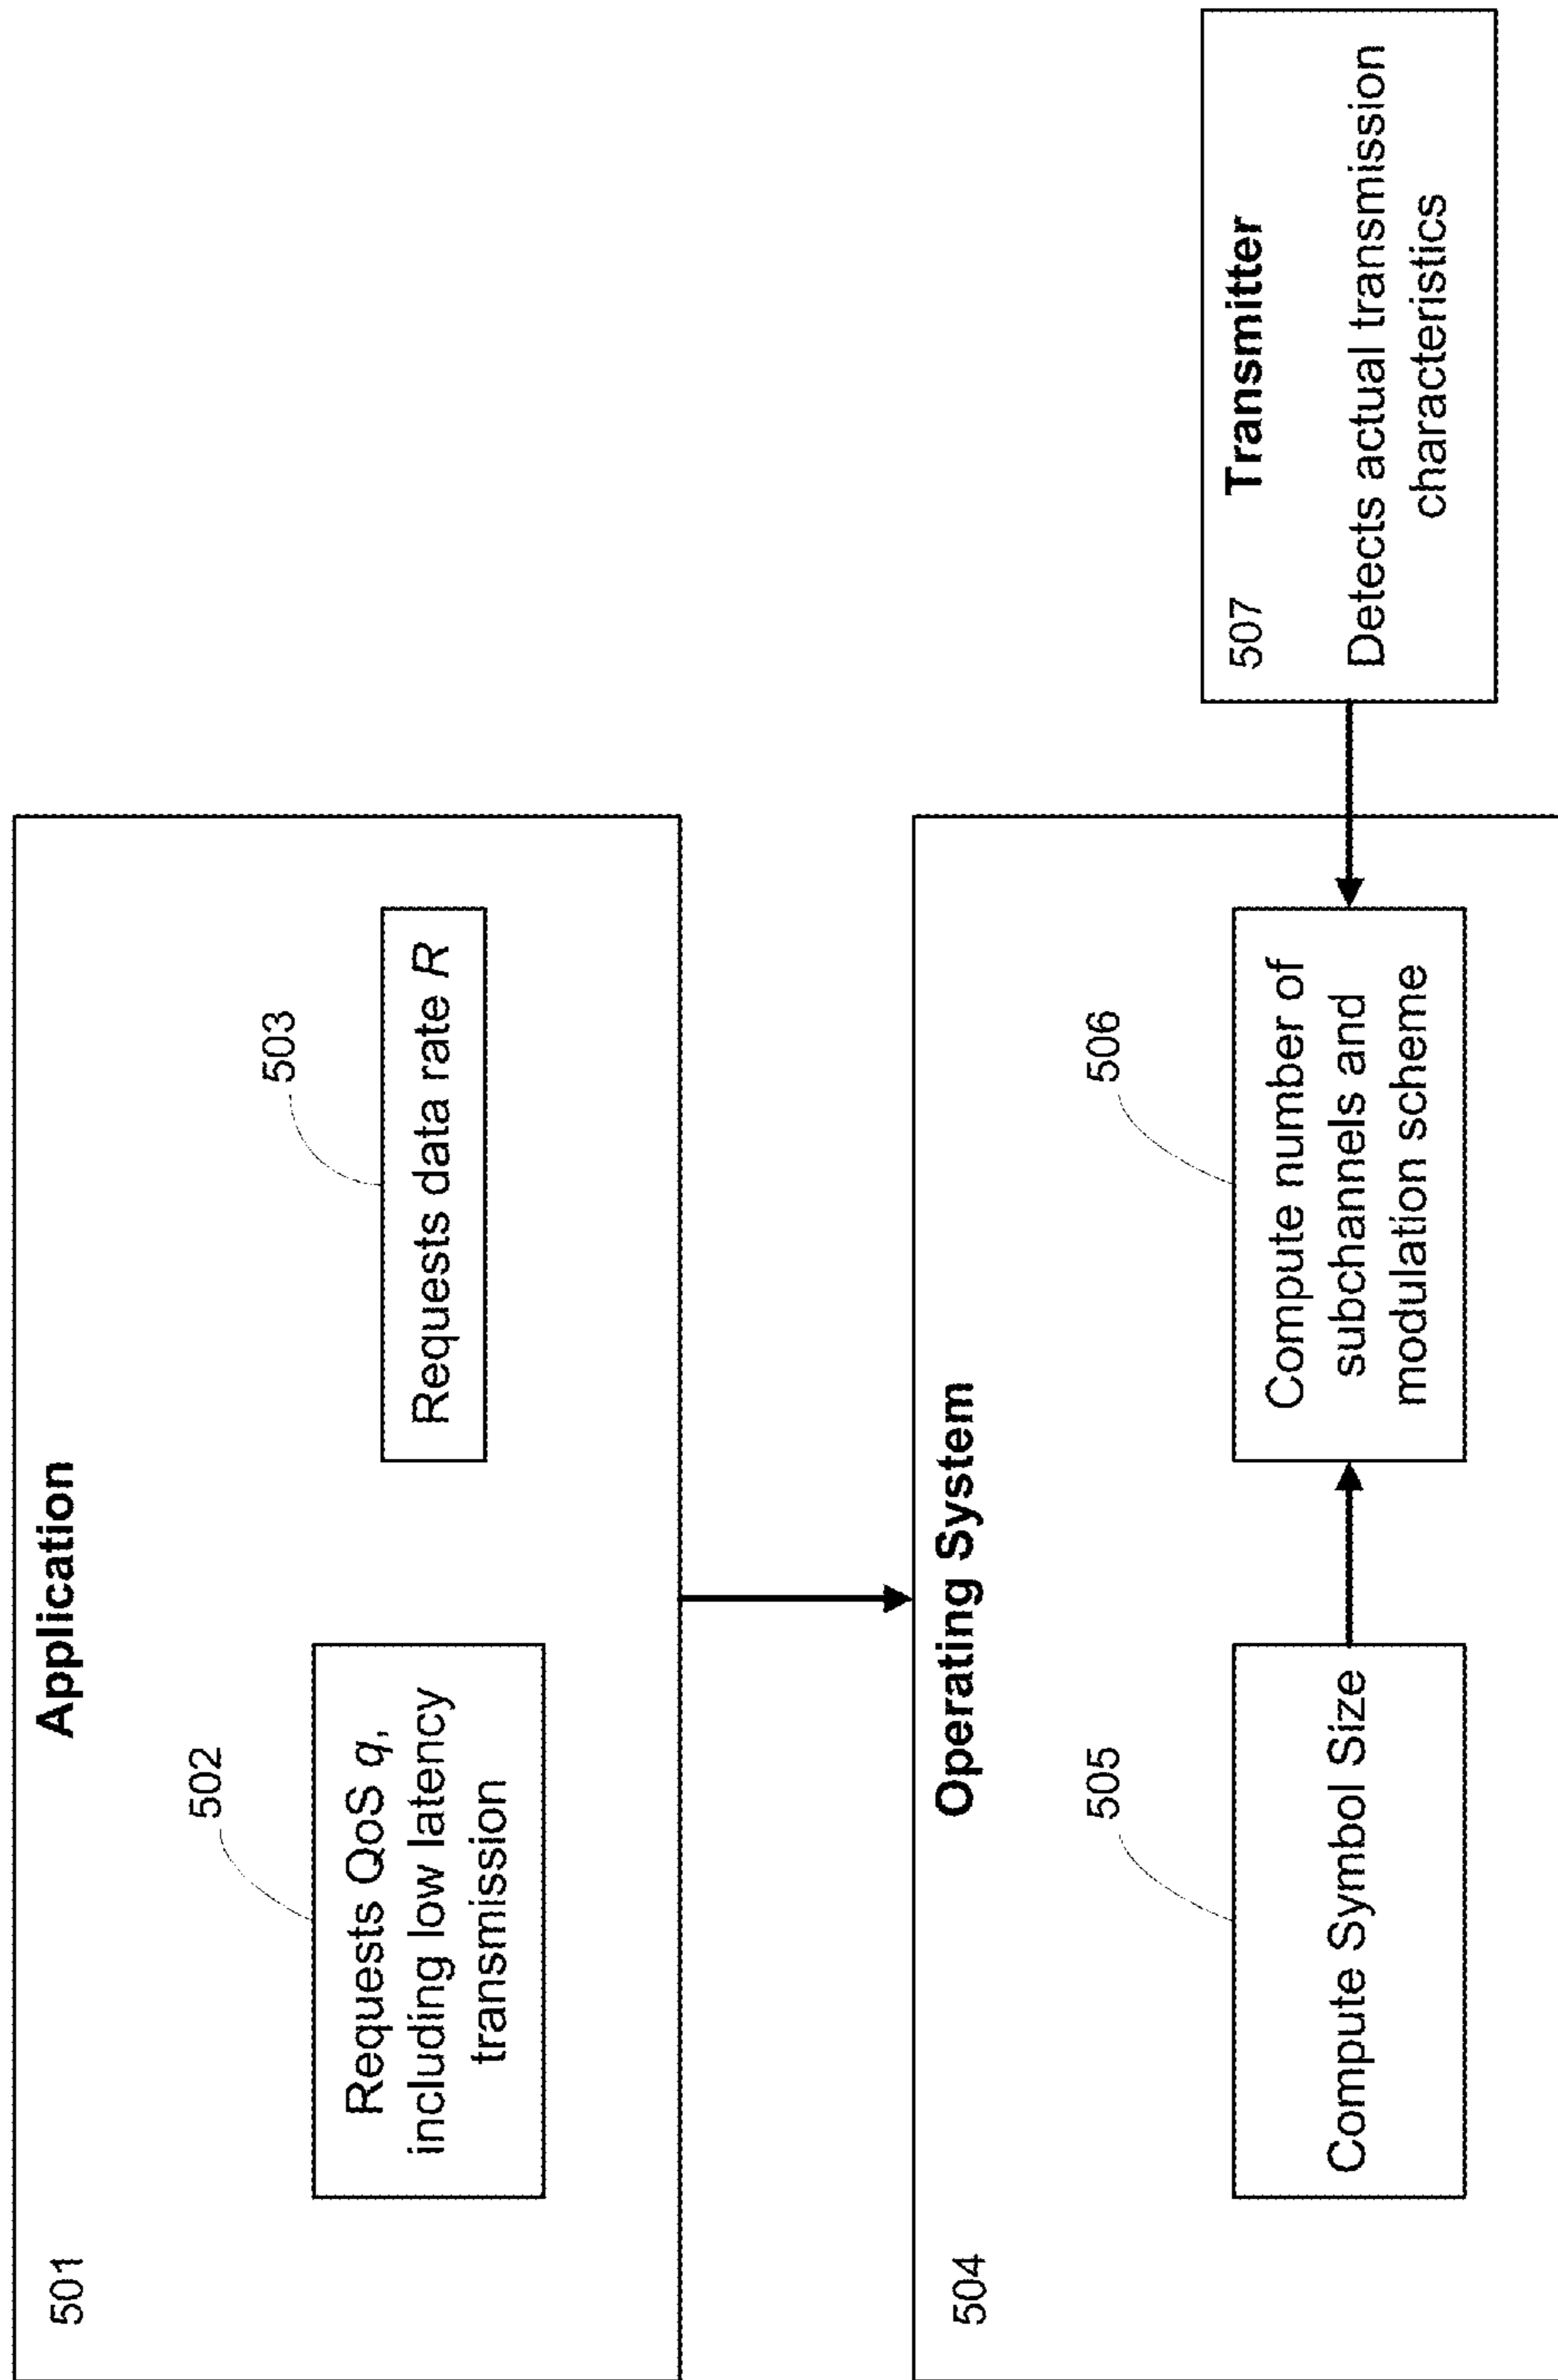 501
Application
502
Requests QoS q,
including low latency
transmission
503
Requests data rate R
504
Operating System
505
Compute Symbol Size
506
Compute number of
subchannels and
modulation scheme
507
Transmitter
Detects actual transmission
characteristics